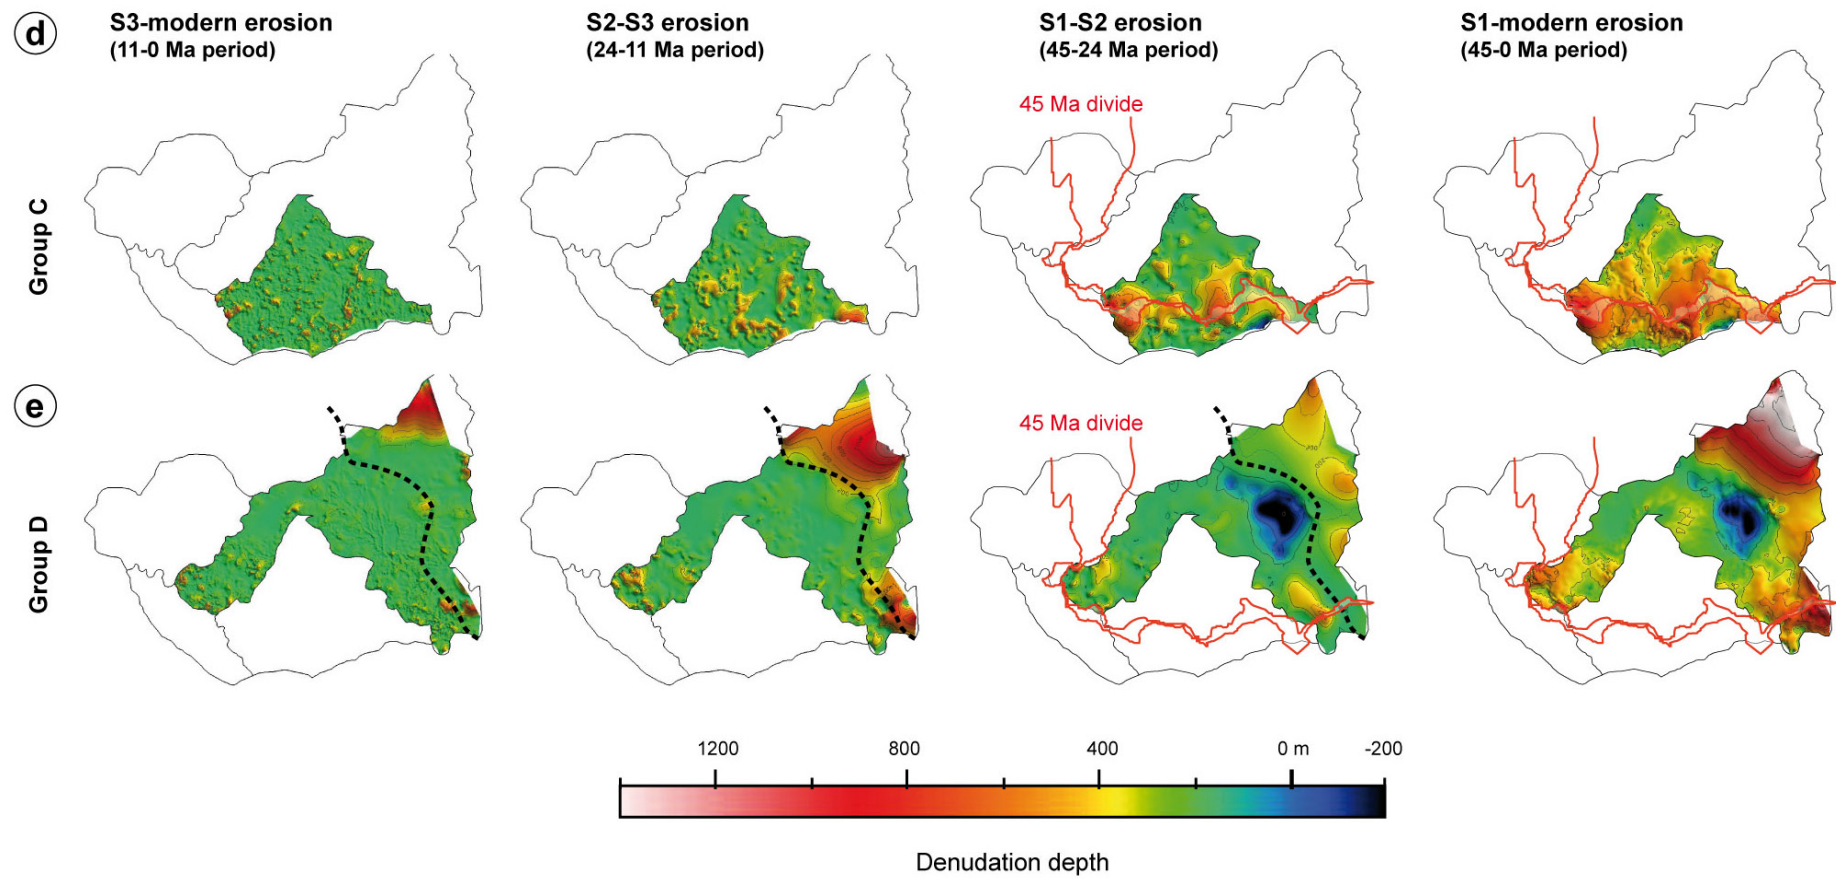 d
S3-modern erosion
(11-0 Ma period)
S2-S3 erosion
(24-11 Ma period)
S1-S2 erosion
(45-24 Ma period)
S1-modern erosion
(45-0 Ma period)
45 Ma divide
Group C
e
45 Ma divide
Group D
1200
800
400
0 m
-200
Denudation depth